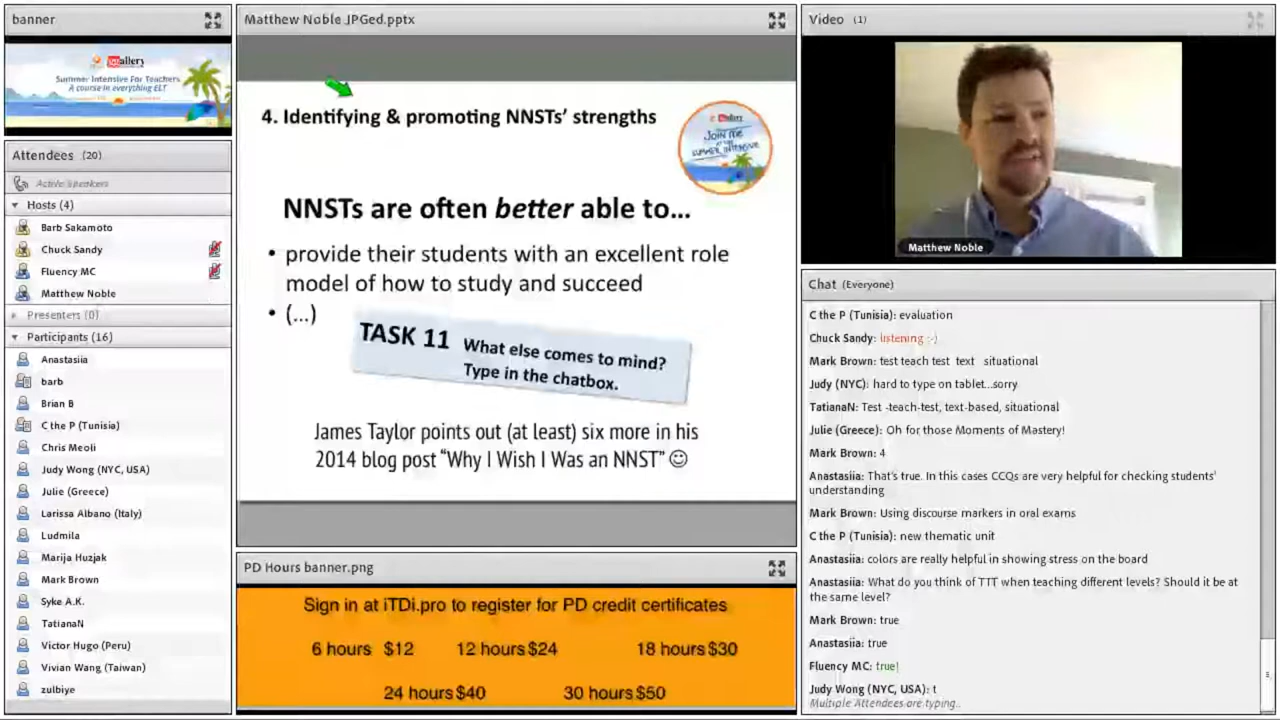 banner
Summer Intensive For Teachers
A course in everything ELT
Attendees (20)
Active Speakers
Hosts (4)
Barb Sakamoto
Chuck Sandy
Fluency MC
Matthew Noble
Presenters (0)
Participants (16)
Anastasiia
barb
Brian B
C the P (Tunisia)
Chris Meoli
Judy Wong (NYC, USA)
Julie (Greece)
Larissa Albano (Italy)
Ludmila
Marija Huzjak
Mark Brown
Syke A.K.
TatianaN
Victor Hugo (Peru)
Vivian Wang (Taiwan)
zulbiye
Matthew Noble JPGed.pptx
4. Identifying & promoting NNSTs' strengths
JOIN ME
AT THE
SUMMER INTENSIVE
NNSTs are often better able to...
• provide their students with an excellent role
model of how to study and succeed
• (...)
TASK 11 What else comes to mind?
Type in the chatbox.
James Taylor points out (at least) six more in his
2014 blog post "Why I Wish I Was an NNST" ☺
PD Hours banner.png
Sign in at iTDi.pro to register for PD credit certificates
6 hours $12 12 hours $24 18 hours $30
24 hours $40 30 hours $50
Video (1)
Matthew Noble
Chat (Everyone)
C the P (Tunisia): evaluation
Chuck Sandy: listening :-)
Mark Brown: test teach test text situational
Judy (NYC): hard to type on tablet...sorry
TatianaN: Test -teach-test, text-based, situational
Julie (Greece): Oh for those Moments of Mastery!
Mark Brown: 4
Anastasiia: That's true. In this cases CCQs are very helpful for checking students'
understanding
Mark Brown: Using discourse markers in oral exams
C the P (Tunisia): new thematic unit
Anastasiia: colors are really helpful in showing stress on the board
Anastasiia: What do you think of TTT when teaching different levels? Should it be at
the same level?
Mark Brown: true
Anastasiia: true
Fluency MC: true!
Judy Wong (NYC, USA): t
Multiple Attendees are typing..